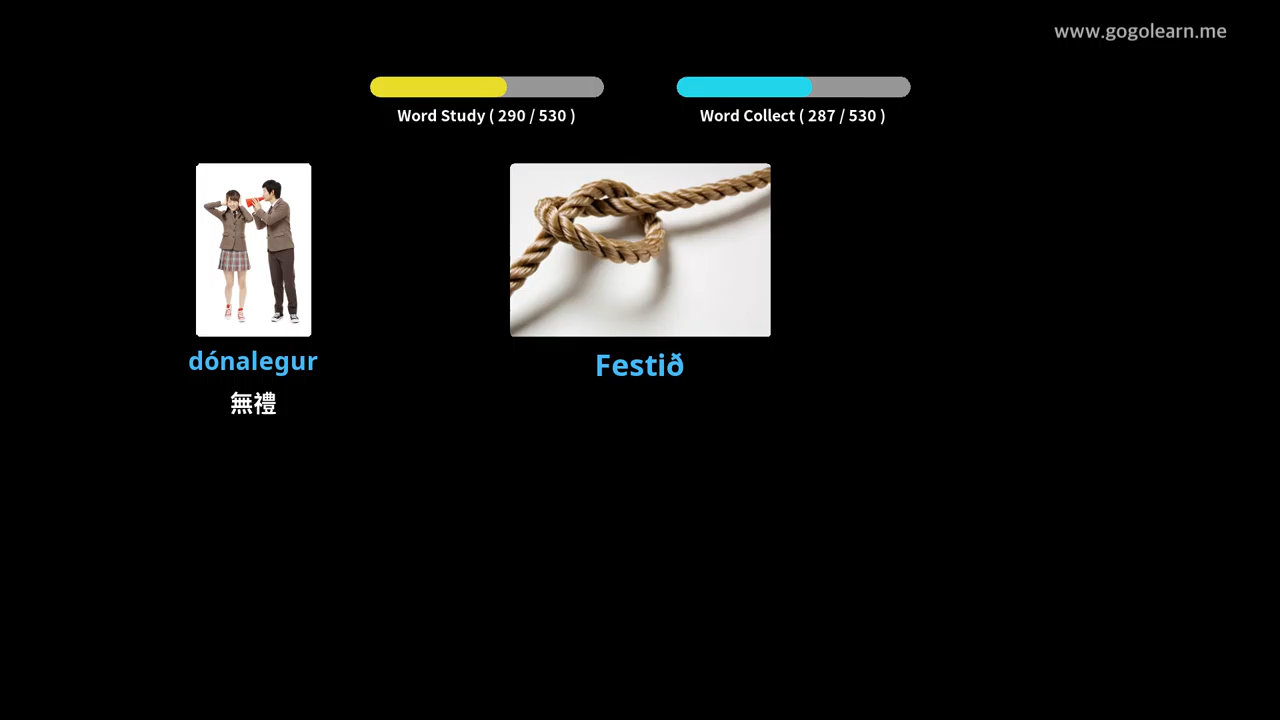 www.gogolearn.me
Word Study ( 290 / 530 )
Word Collect ( 287 / 530 )
dónalegur
無禮
Festið